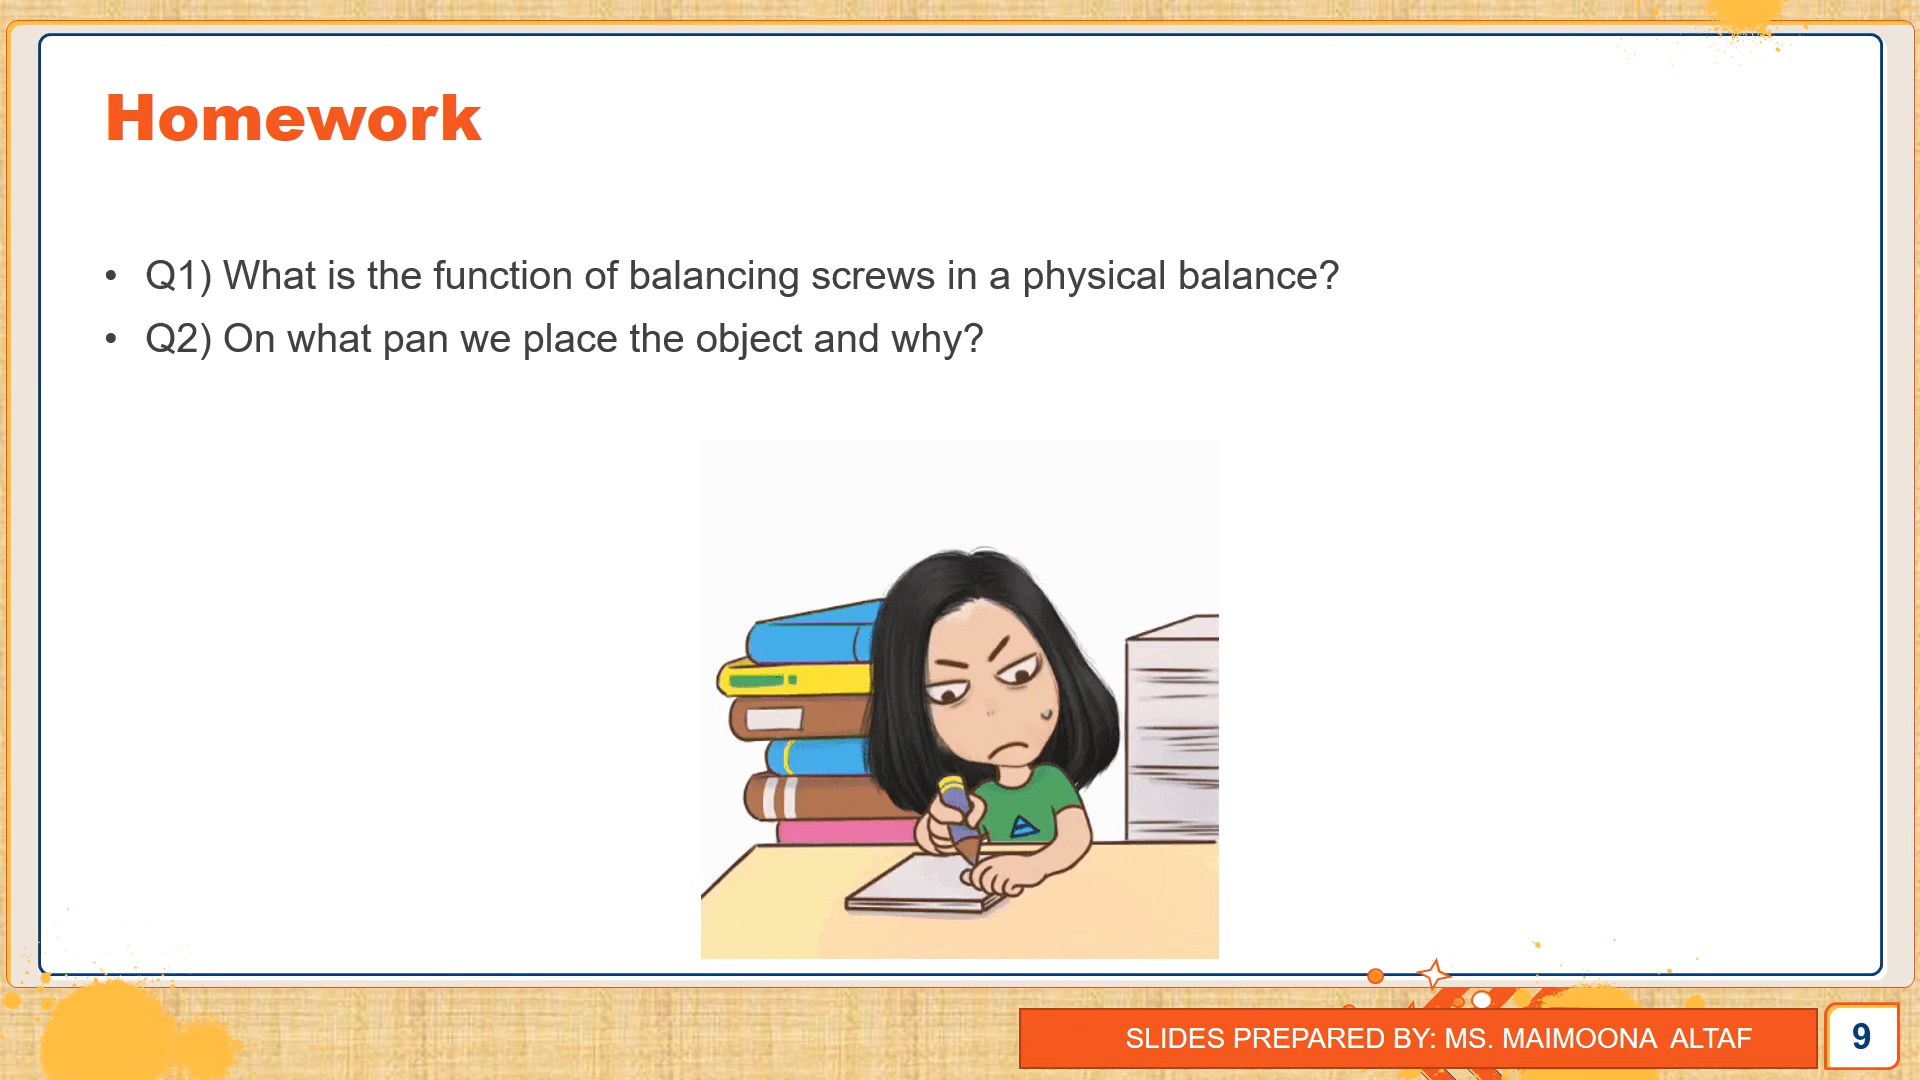 Homework
• Q1) What is the function of balancing screws in a physical balance?
• Q2) On what pan we place the object and why?
SLIDES PREPARED BY: MS. MAIMOONA  ALTAF
9